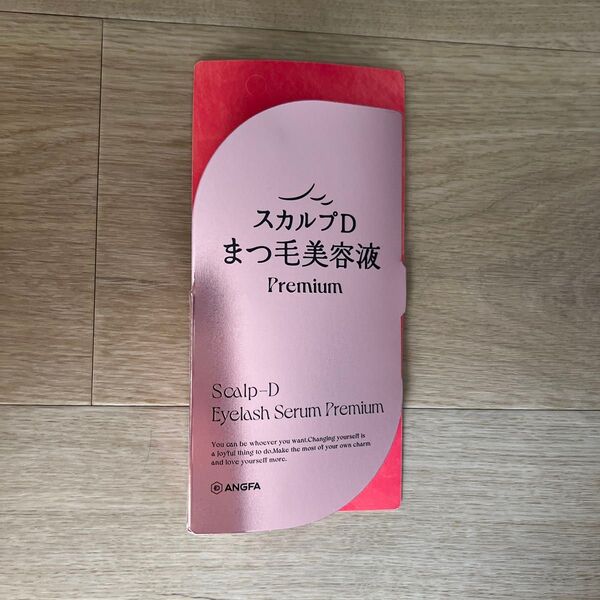 スカルプD
まつ毛美容液
Premium
Scalp-D
Eyelash Serum Premium
You can be whoever you want.Changing yourself is
a joyful thing to do.Make the most of your own charm
and love yourself more.
ANGFA